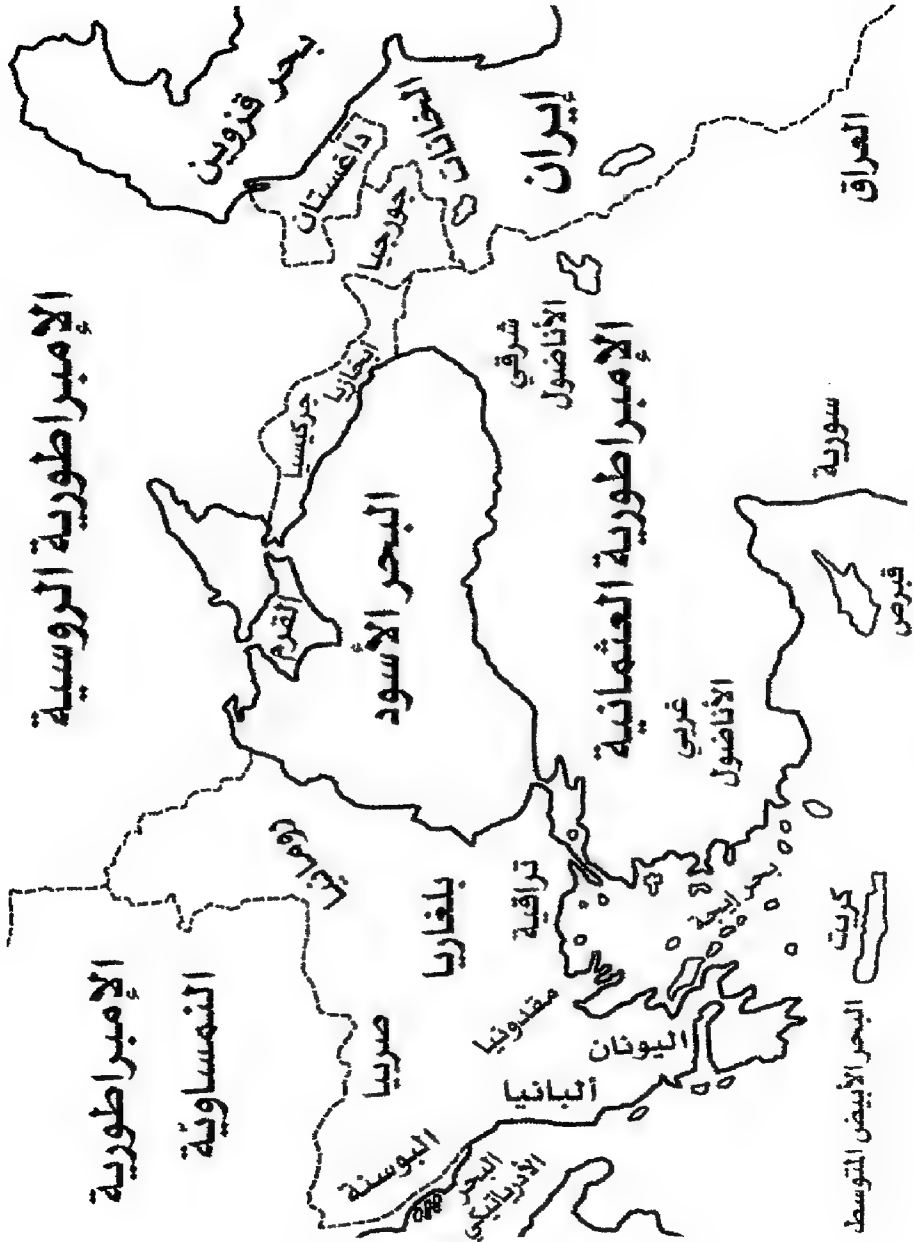 الإمبراطورية الروسية
بحر قزوين
الإمبراطورية
النمساويّة
داغستان
الخانات
جورجيا
أبخازيا
جركيسيا
القرم
البحر الأسود
إيران
رومانيا
بلغاريا
صربيا
البوسنة
البحر
الأدرياتيكي
ألبانيا
مقدونيا
تراقية
اليونان
شرقي
الأناضول
الإمبراطورية العثمانية
غربي
الأناضول
بحر إيجة
العراق
سورية
قبرص
كريت
البحر الأبيض المتوسط